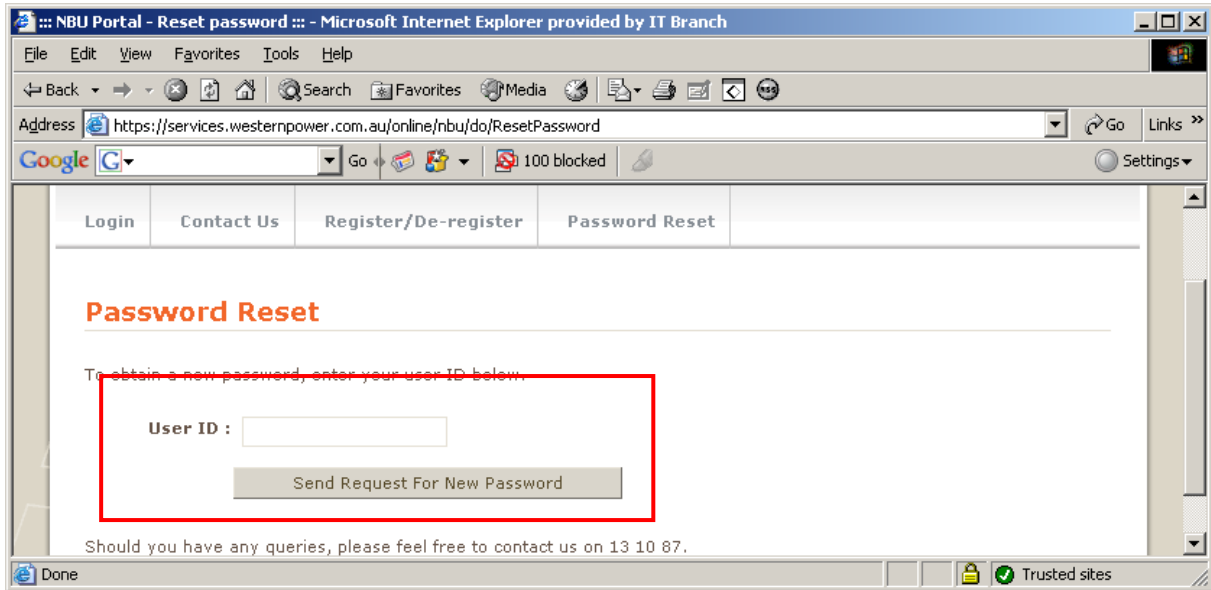 ::: NBU Portal - Reset password ::: - Microsoft Internet Explorer provided by IT Branch
File Edit View Favorites Tools Help
Back Search Favorites Media
Address https://services.westernpower.com.au/online/nbu/do/ResetPassword Go Links »
Google G Go 100 blocked Settings
Login Contact Us Register/De-register Password Reset
Password Reset
To obtain a new password, enter your user ID below.
User ID :
Send Request For New Password
Should you have any queries, please feel free to contact us on 13 10 87.
Done Trusted sites